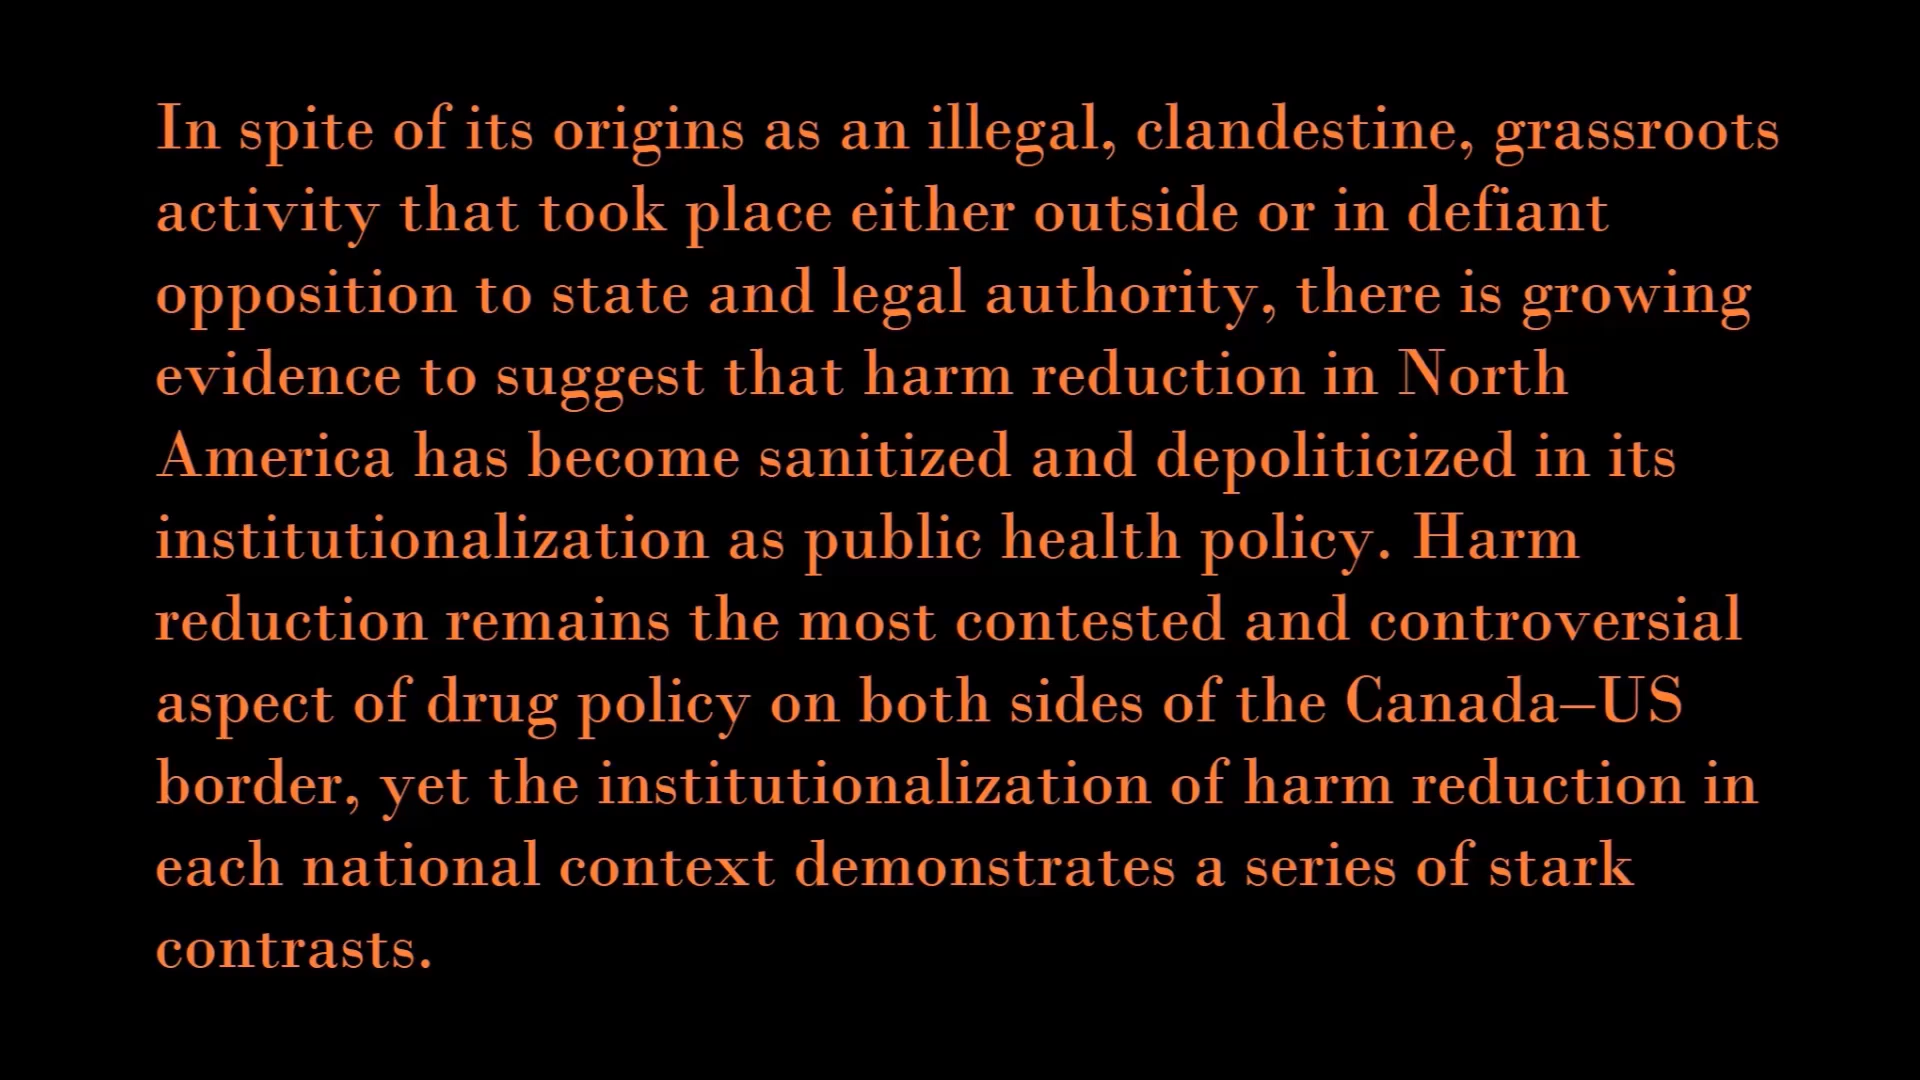 In spite of its origins as an illegal, clandestine, grassroots
activity that took place either outside or in defiant
opposition to state and legal authority, there is growing
evidence to suggest that harm reduction in North
America has become sanitized and depoliticized in its
institutionalization as public health policy. Harm
reduction remains the most contested and controversial
aspect of drug policy on both sides of the Canada–US
border, yet the institutionalization of harm reduction in
each national context demonstrates a series of stark
contrasts.